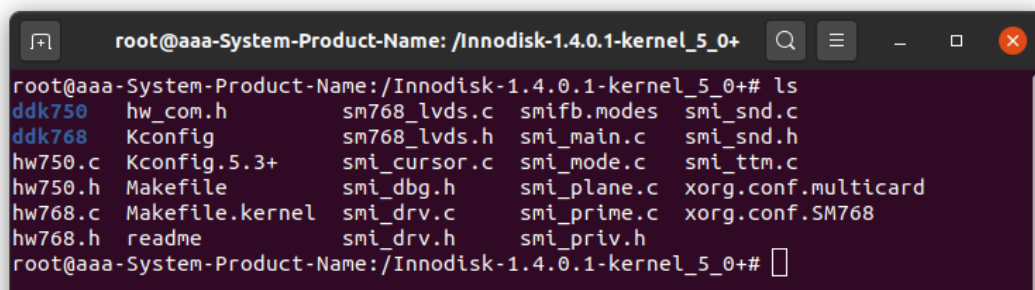 root@aaa-System-Product-Name: /Innodisk-1.4.0.1-kernel_5_0+
root@aaa-System-Product-Name:/Innodisk-1.4.0.1-kernel_5_0+# ls
ddk750 hw_com.h sm768_lvds.c smifb.modes smi_snd.c
ddk768 Kconfig sm768_lvds.h smi_main.c smi_snd.h
hw750.c Kconfig.5.3+ smi_cursor.c smi_mode.c smi_ttm.c
hw750.h Makefile smi_dbg.h smi_plane.c xorg.conf.multicard
hw768.c Makefile.kernel smi_drv.c smi_prime.c xorg.conf.SM768
hw768.h readme smi_drv.h smi_priv.h
root@aaa-System-Product-Name:/Innodisk-1.4.0.1-kernel_5_0+#